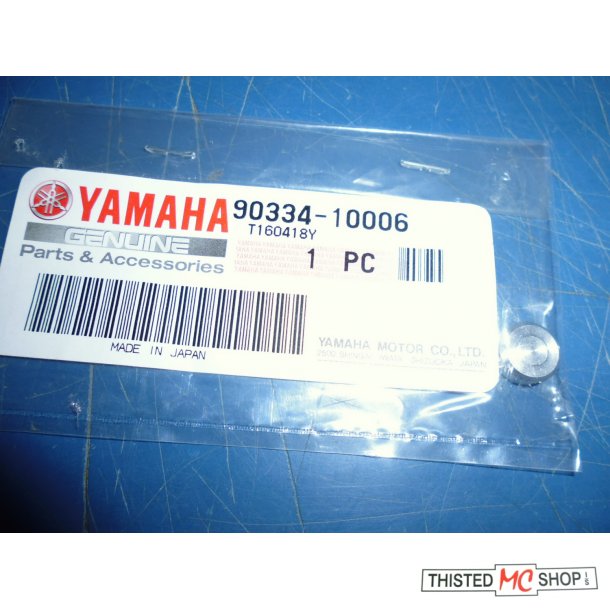 YAMAHA 90334-10006
T160418Y
GENUINE
Parts & Accessories
1 PC
YAMAHA MOTOR CO., LTD.
MADE IN JAPAN
THISTED MC SHOP I/S